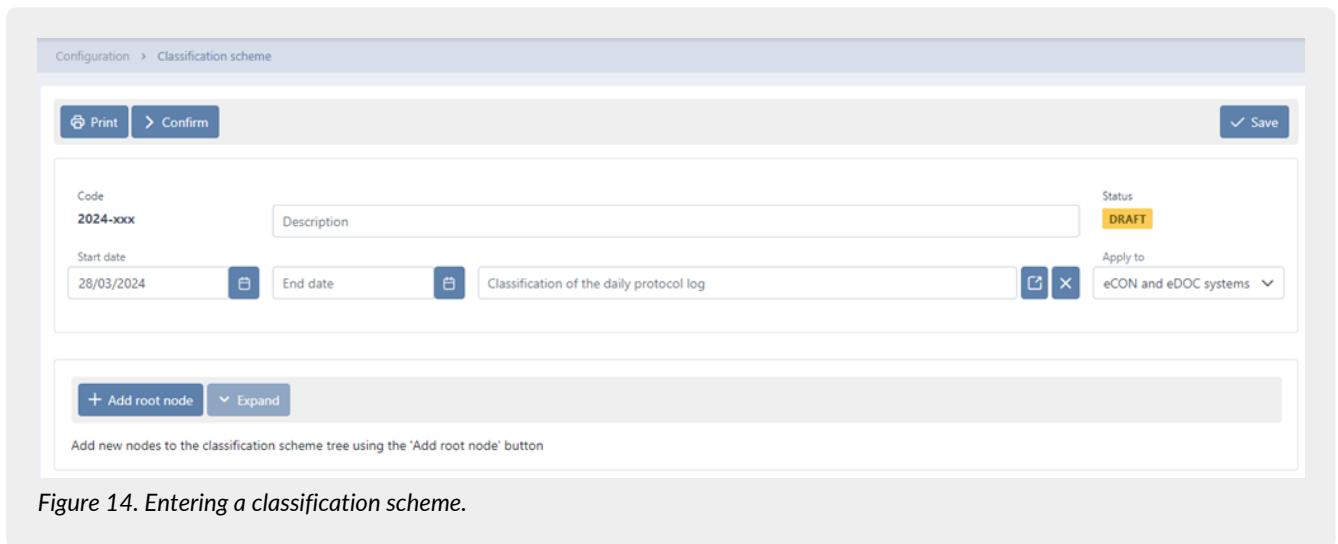 Configuration > Classification scheme
Print > Confirm Save
Code
2024-xxx Description
Status
DRAFT
Start date
28/03/2024 End date Classification of the daily protocol log
Apply to
eCON and eDOC systems
+ Add root node Expand
Add new nodes to the classification scheme tree using the 'Add root node' button
Figure 14. Entering a classification scheme.